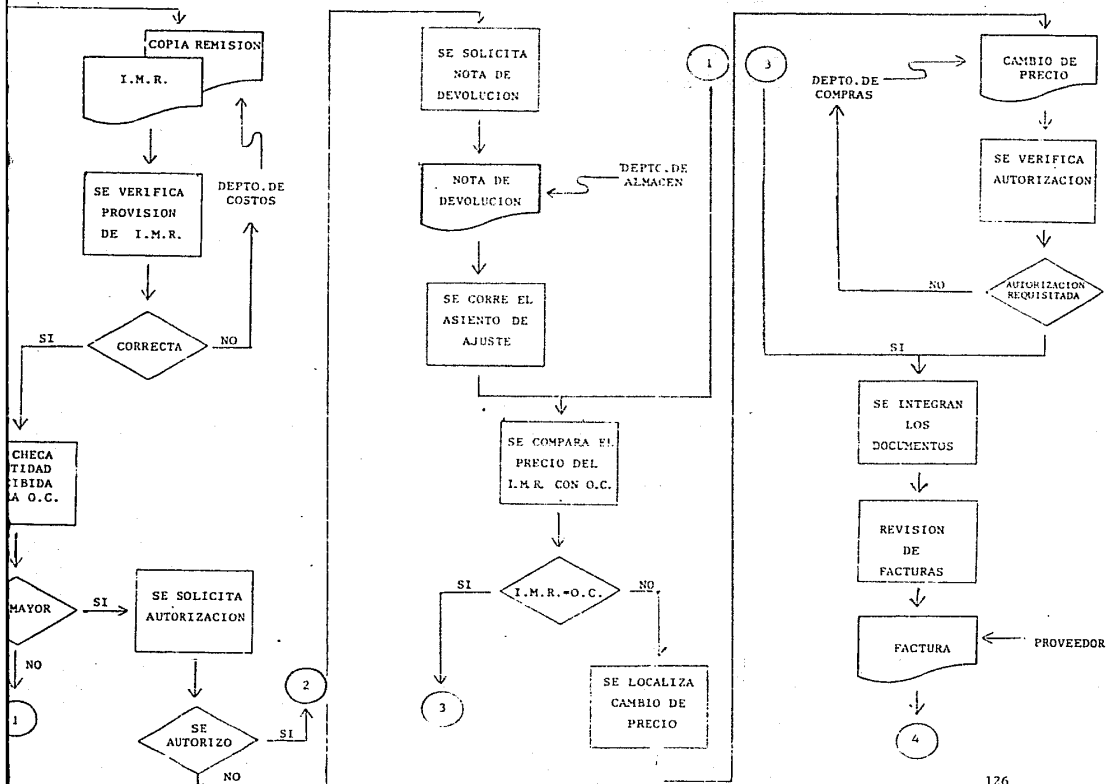 COPIA REMISION
I.M.R.
SE VERIFICA
PROVISION
DE I.M.R.
DEPTO.DE
COSTOS
CORRECTA
SI
NO
CHECA
TIDAD
CIBIDA
A O.C.
MAYOR
SI
NO
1
SE SOLICITA
AUTORIZACION
SE
AUTORIZO
SI
NO
2
SE SOLICITA
NOTA DE
DEVOLUCION
NOTA DE
DEVOLUCION
DEPTO.DE
ALMACEN
SE CORRE EL
ASIENTO DE
AJUSTE
1
SE COMPARA EL
PRECIO DEL
I.M.R. CON O.C.
I.M.R.=O.C.
SI
NO
3
SE LOCALIZA
CAMBIO DE
PRECIO
3
DEPTO.DE
COMPRAS
CAMBIO DE
PRECIO
SE VERIFICA
AUTORIZACION
AUTORIZACION
REQUISITADA
NO
SI
SE INTEGRAN
LOS
DOCUMENTOS
REVISION
DE
FACTURAS
FACTURA
PROVEEDOR
4
126